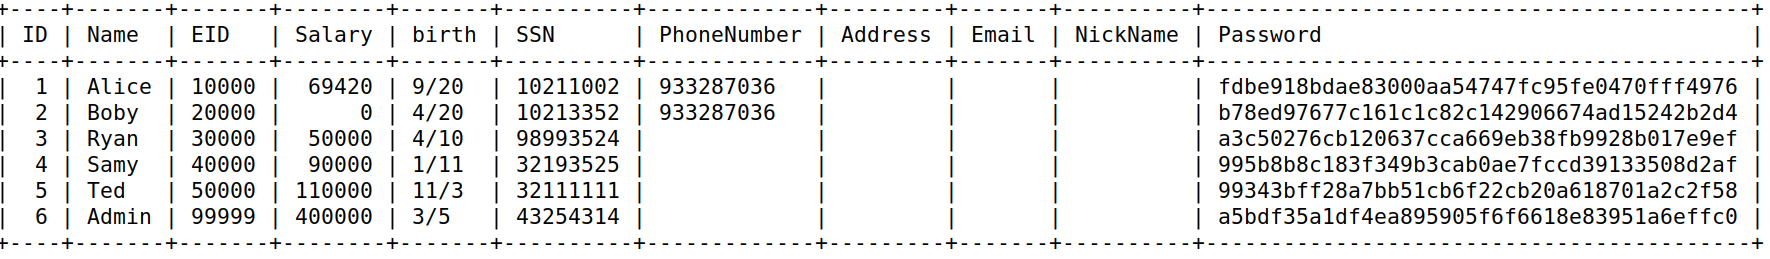 +----+-------+-------+--------+-------+----------+-------------+---------+-------+----------+------------------------------------------+
| ID | Name  | EID   | Salary | birth | SSN      | PhoneNumber | Address | Email | NickName | Password                                 |
+----+-------+-------+--------+-------+----------+-------------+---------+-------+----------+------------------------------------------+
|  1 | Alice | 10000 |  69420 | 9/20  | 10211002 | 933287036   |         |       |          | fdbe918bdae83000aa54747fc95fe0470fff4976 |
|  2 | Boby  | 20000 |      0 | 4/20  | 10213352 | 933287036   |         |       |          | b78ed97677c161c1c82c142906674ad15242b2d4 |
|  3 | Ryan  | 30000 |  50000 | 4/10  | 98993524 |             |         |       |          | a3c50276cb120637cca669eb38fb9928b017e9ef |
|  4 | Samy  | 40000 |  90000 | 1/11  | 32193525 |             |         |       |          | 995b8b8c183f349b3cab0ae7fccd39133508d2af |
|  5 | Ted   | 50000 | 110000 | 11/3  | 32111111 |             |         |       |          | 99343bff28a7bb51cb6f22cb20a618701a2c2f58 |
|  6 | Admin | 99999 | 400000 | 3/5   | 43254314 |             |         |       |          | a5bdf35a1df4ea895905f6f6618e83951a6effc0 |
+----+-------+-------+--------+-------+----------+-------------+---------+-------+----------+------------------------------------------+